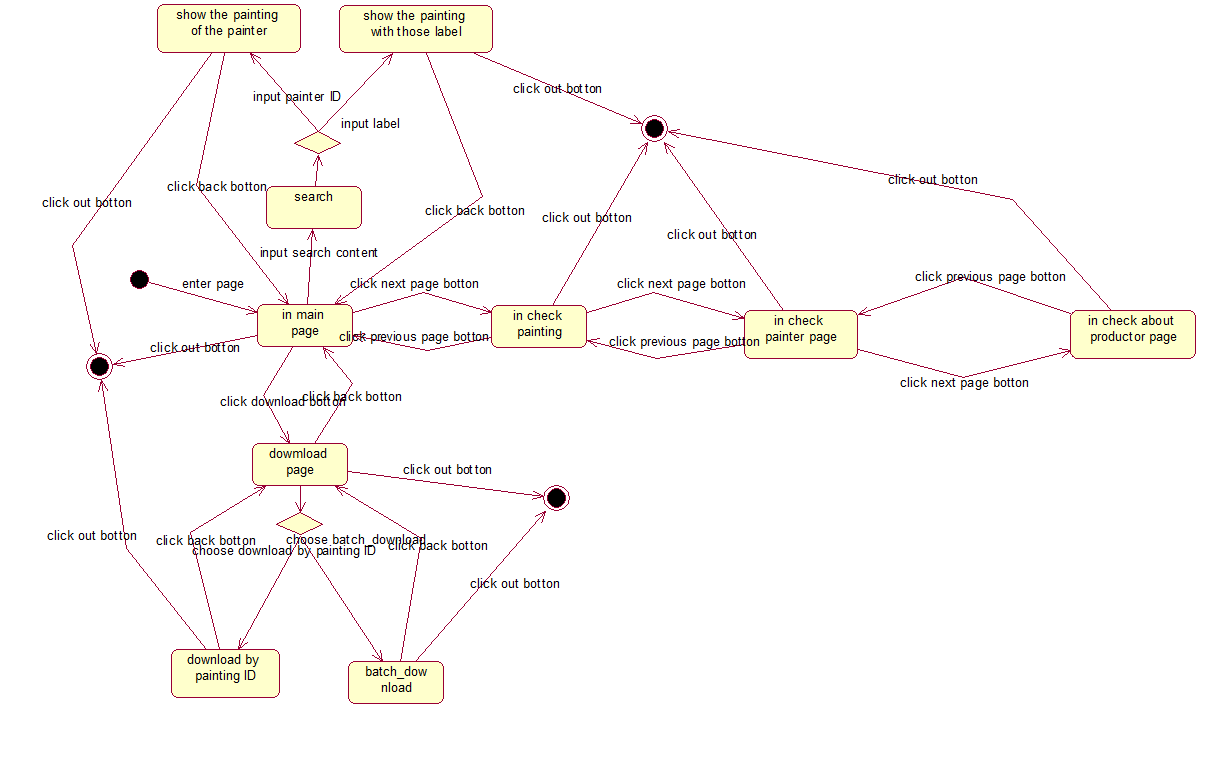 show the painting
of the painter
show the painting
with those label
click out botton
input painter ID
input label
click out botton
click back botton
search
click out botton
click back botton
click out botton
click out botton
input search content
click previous page botton
enter page
click next page botton
click next page botton
in main
page
in check
painting
in check
painter page
in check about
productor page
click previous page botton
click previous page botton
click out botton
click next page botton
click download botton
click back botton
dowmload
page
click out botton
click out botton
click back botton
choose batch_download
click back botton
choose download by painting ID
click out botton
download by
painting ID
batch_dow
nload